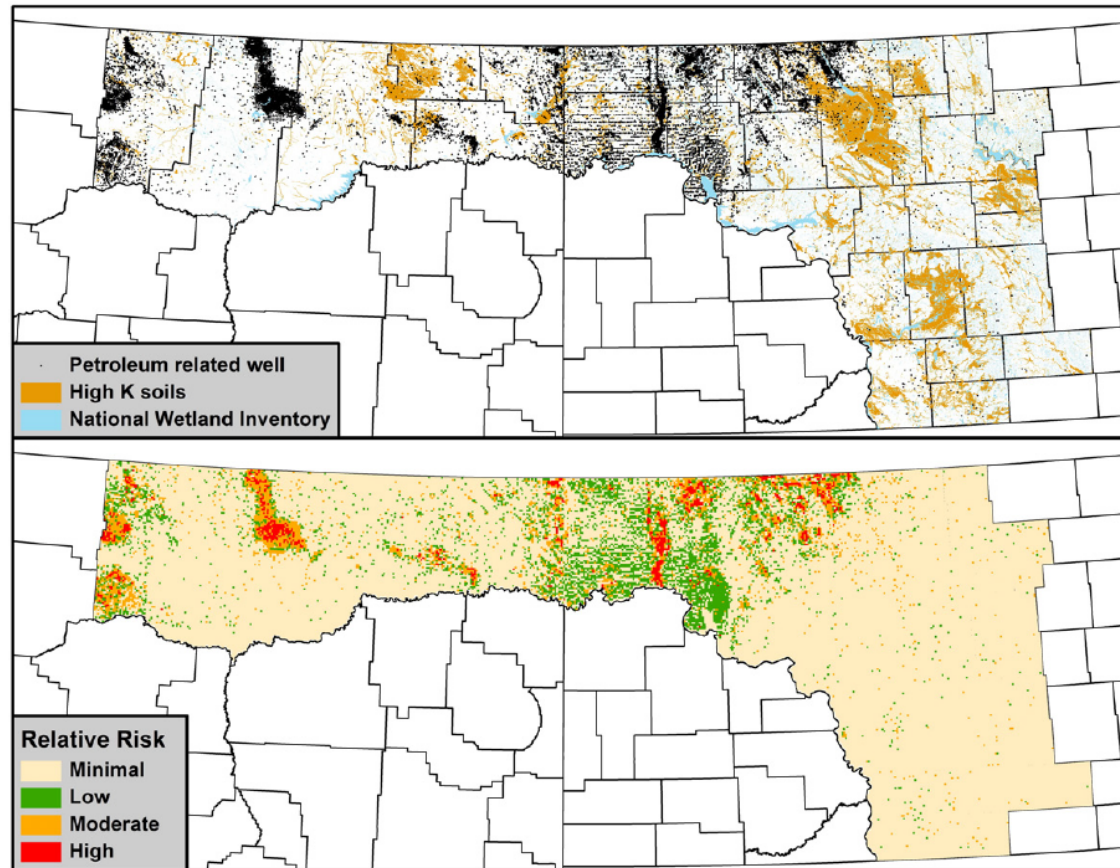 Petroleum related well
High K soils
National Wetland Inventory
Relative Risk
Minimal
Low
Moderate
High